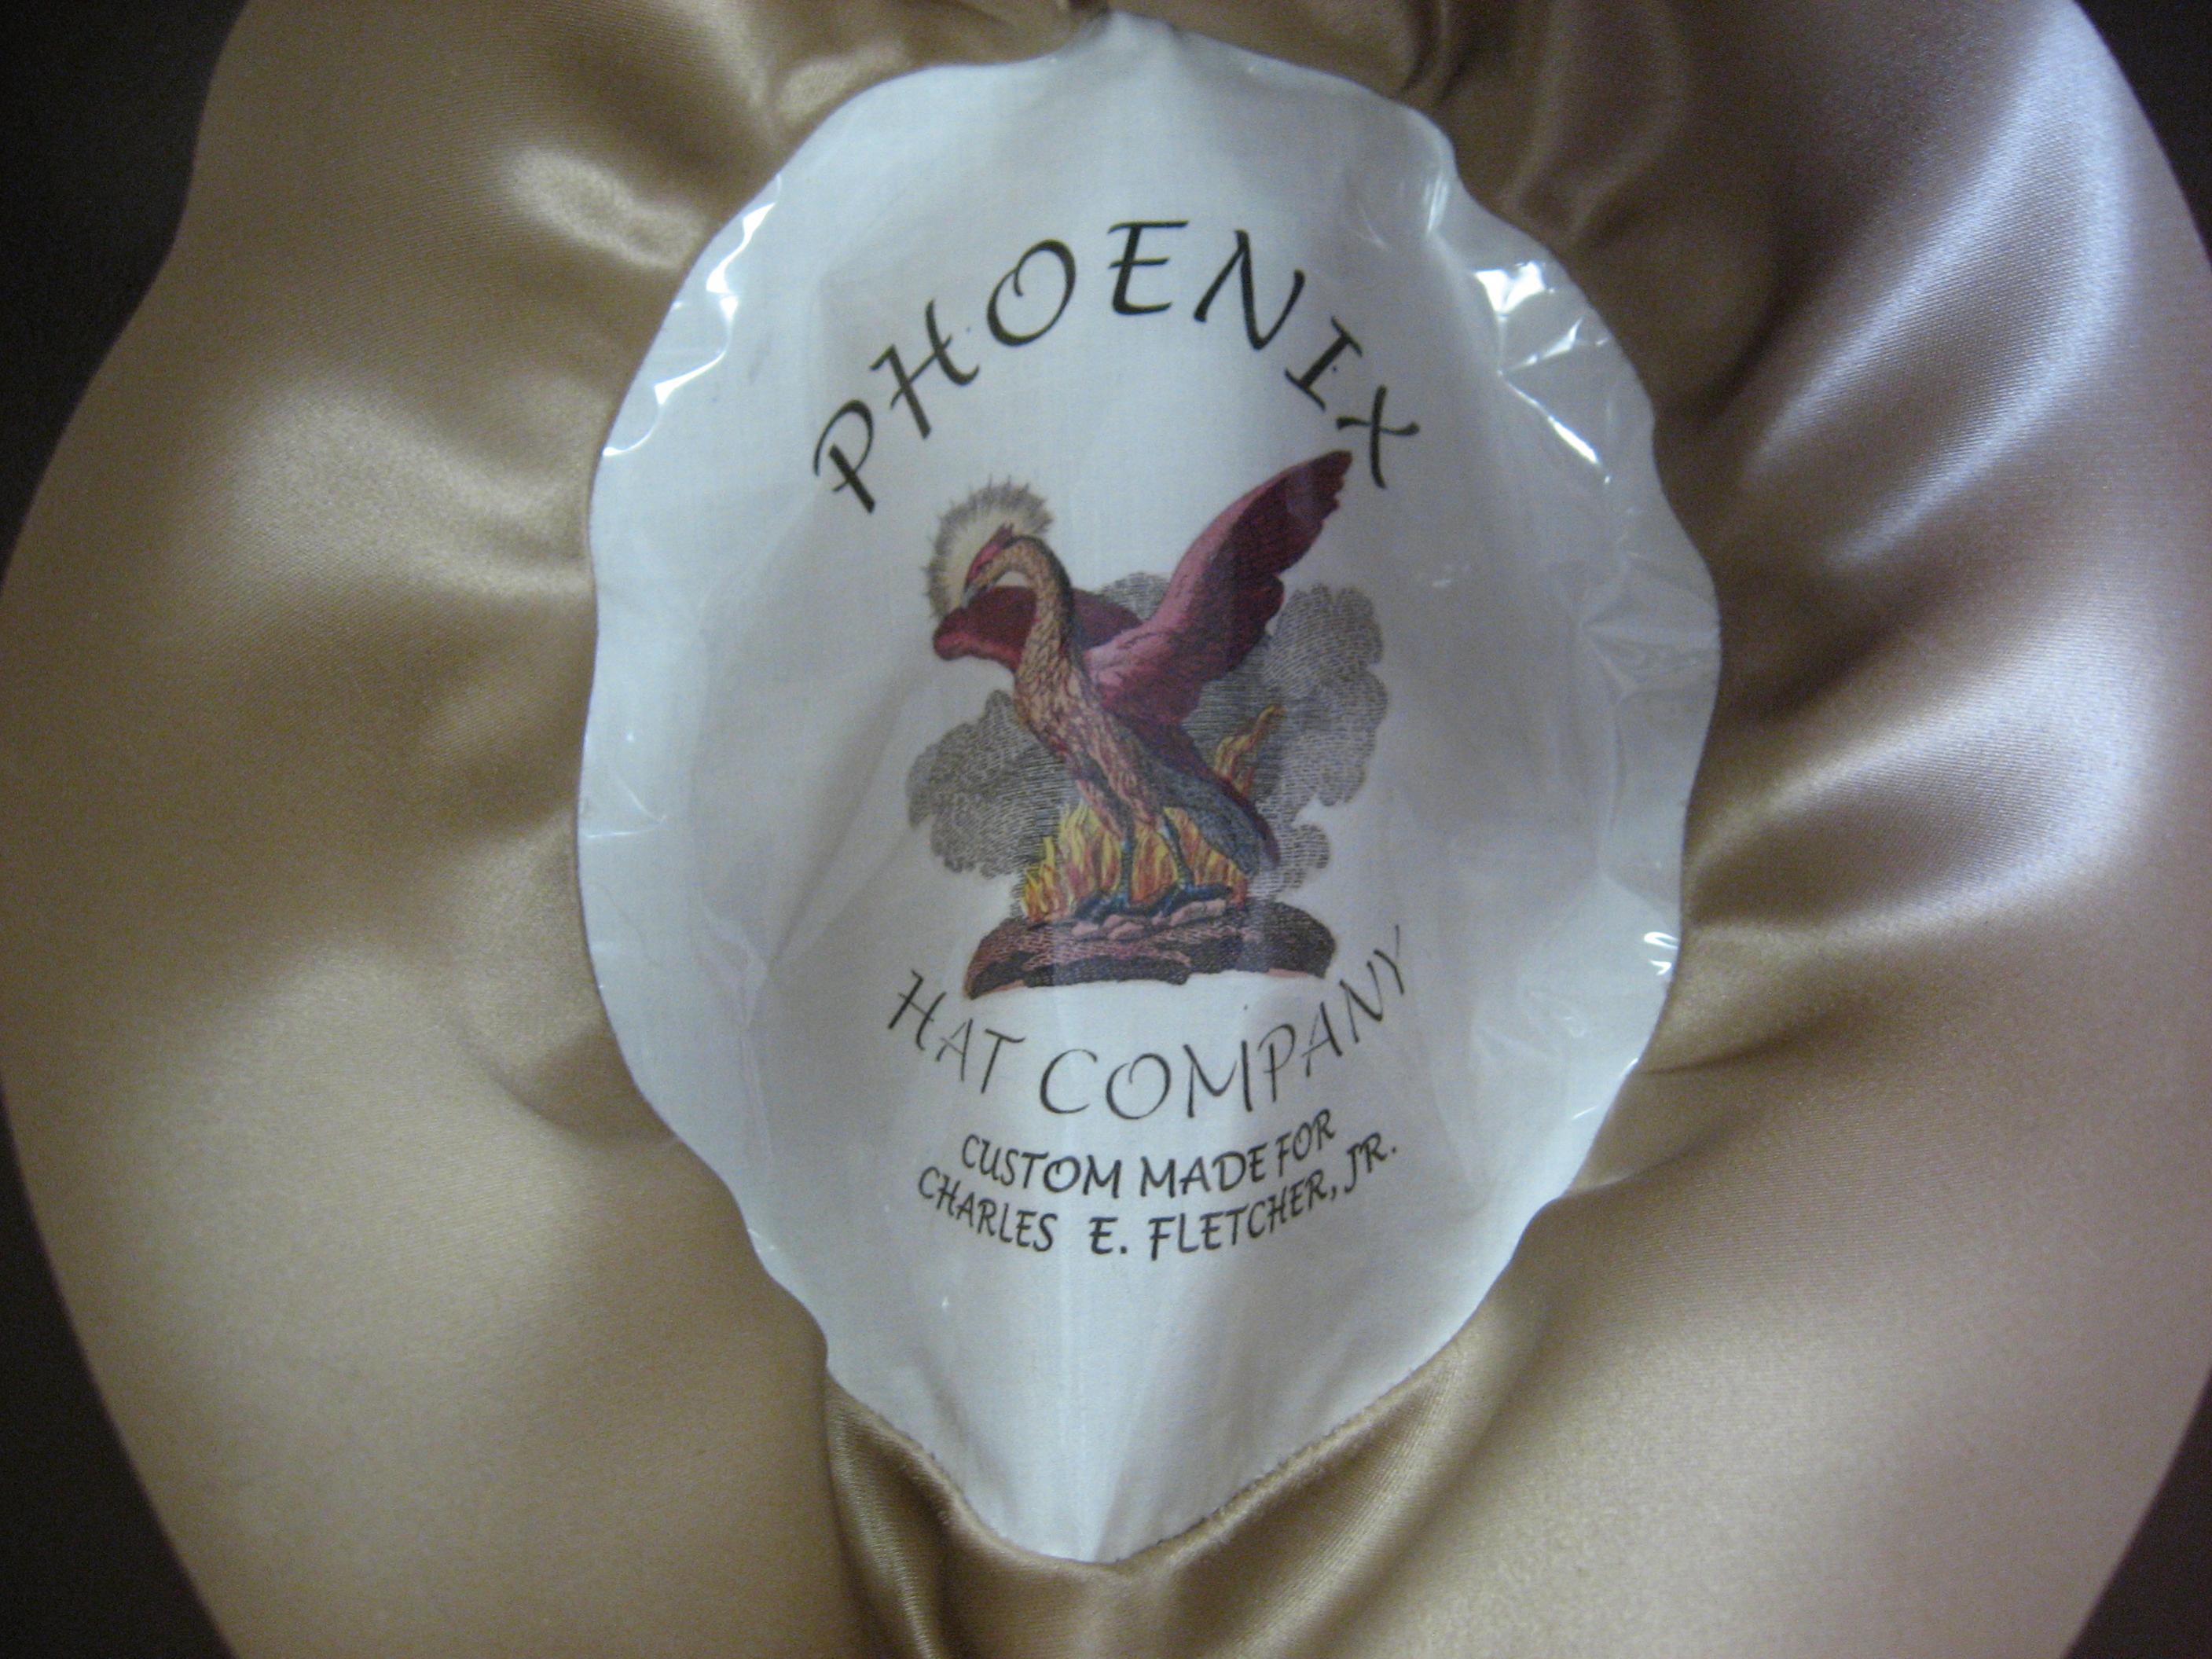 PHOENIX
HAT COMPANY
CUSTOM MADE FOR
CHARLES E. FLETCHER, JR.